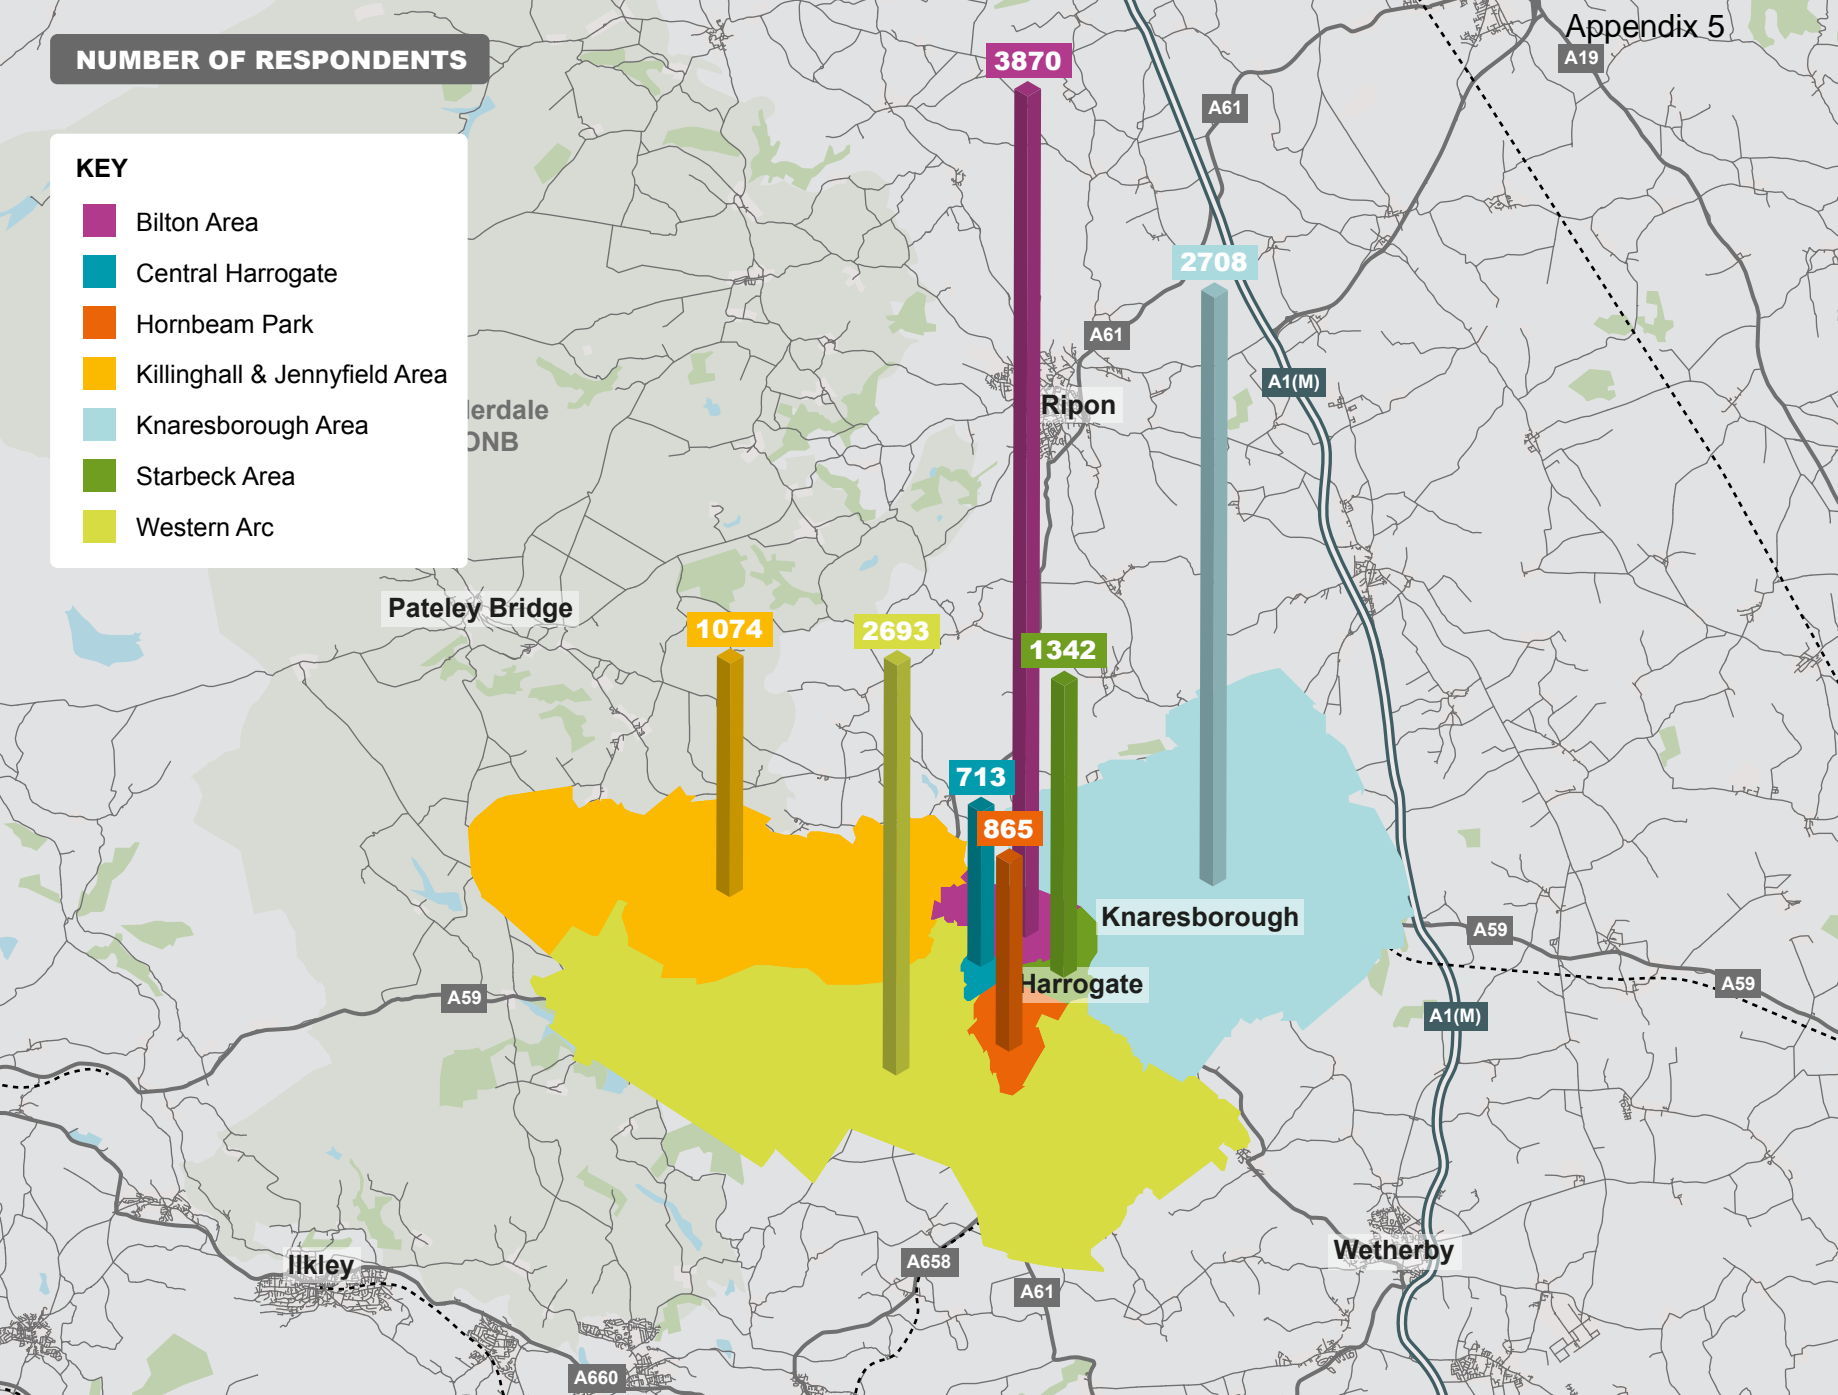 Appendix 5
NUMBER OF RESPONDENTS
KEY
Bilton Area
Central Harrogate
Hornbeam Park
Killinghall & Jennyfield Area
Knaresborough Area
Starbeck Area
Western Arc
3870
A19
A61
2708
A61
A1(M)
Ripon
erdale
ONB
Pateley Bridge
1074
2693
1342
713
865
Knaresborough
A59
Harrogate
A59
A59
A1(M)
Ilkley
Wetherby
A658
A61
A660